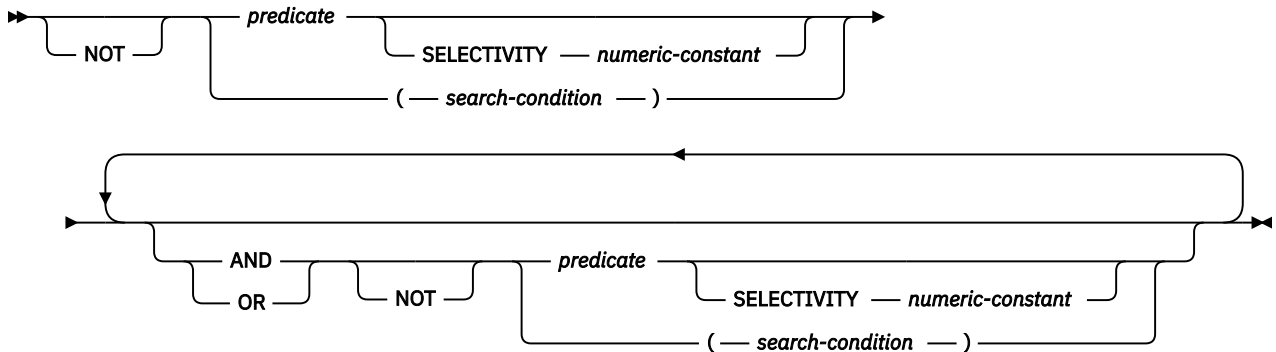 predicate
NOT SELECTIVITY numeric-constant
( search-condition )
AND predicate
OR NOT SELECTIVITY numeric-constant
( search-condition )